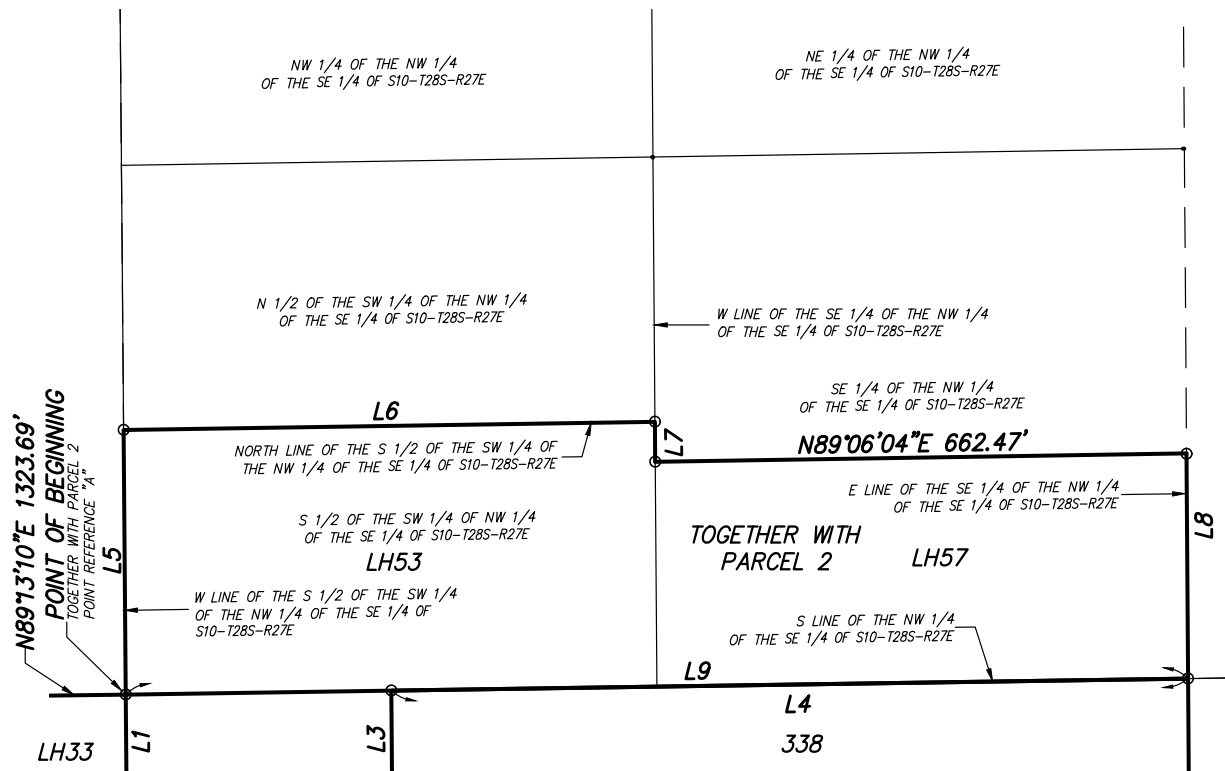 NW 1/4 OF THE NW 1/4
OF THE SE 1/4 OF S10-T28S-R27E
NE 1/4 OF THE NW 1/4
OF THE SE 1/4 OF S10-T28S-R27E
N 1/2 OF THE SW 1/4 OF THE NW 1/4
OF THE SE 1/4 OF S10-T28S-R27E
W LINE OF THE SE 1/4 OF THE NW 1/4
OF THE SE 1/4 OF S10-T28S-R27E
SE 1/4 OF THE NW 1/4
OF THE SE 1/4 OF S10-T28S-R27E
L6
L7
N89°06'04"E 662.47'
NORTH LINE OF THE S 1/2 OF THE SW 1/4 OF
THE NW 1/4 OF THE SE 1/4 OF S10-T28S-R27E
E LINE OF THE SE 1/4 OF THE NW 1/4
OF THE SE 1/4 OF S10-T28S-R27E
L8
N89°13'10"E 1323.69'
POINT OF BEGINNING
TOGETHER WITH PARCEL 2
POINT REFERENCE "A"
L5
S 1/2 OF THE SW 1/4 OF NW 1/4
OF THE SE 1/4 OF S10-T28S-R27E
LH53
TOGETHER WITH
PARCEL 2
LH57
W LINE OF THE S 1/2 OF THE SW 1/4
OF THE NW 1/4 OF THE SE 1/4 OF
S10-T28S-R27E
S LINE OF THE NW 1/4
OF THE SE 1/4 OF S10-T28S-R27E
L9
L4
LH33
L1
L3
338